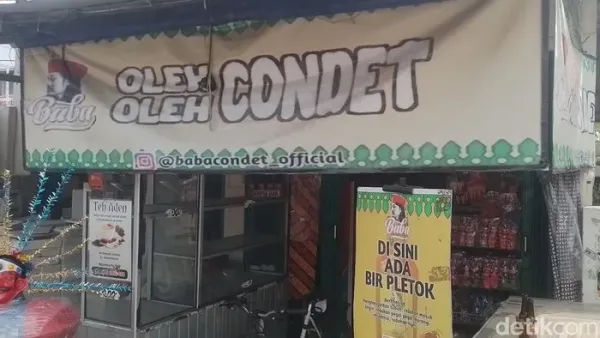 Baba
OLEH OLEH CONDET
@babacondet_official
Teh Aden
Baba
DI SINI
ADA
BIR PLETOK
detikcom